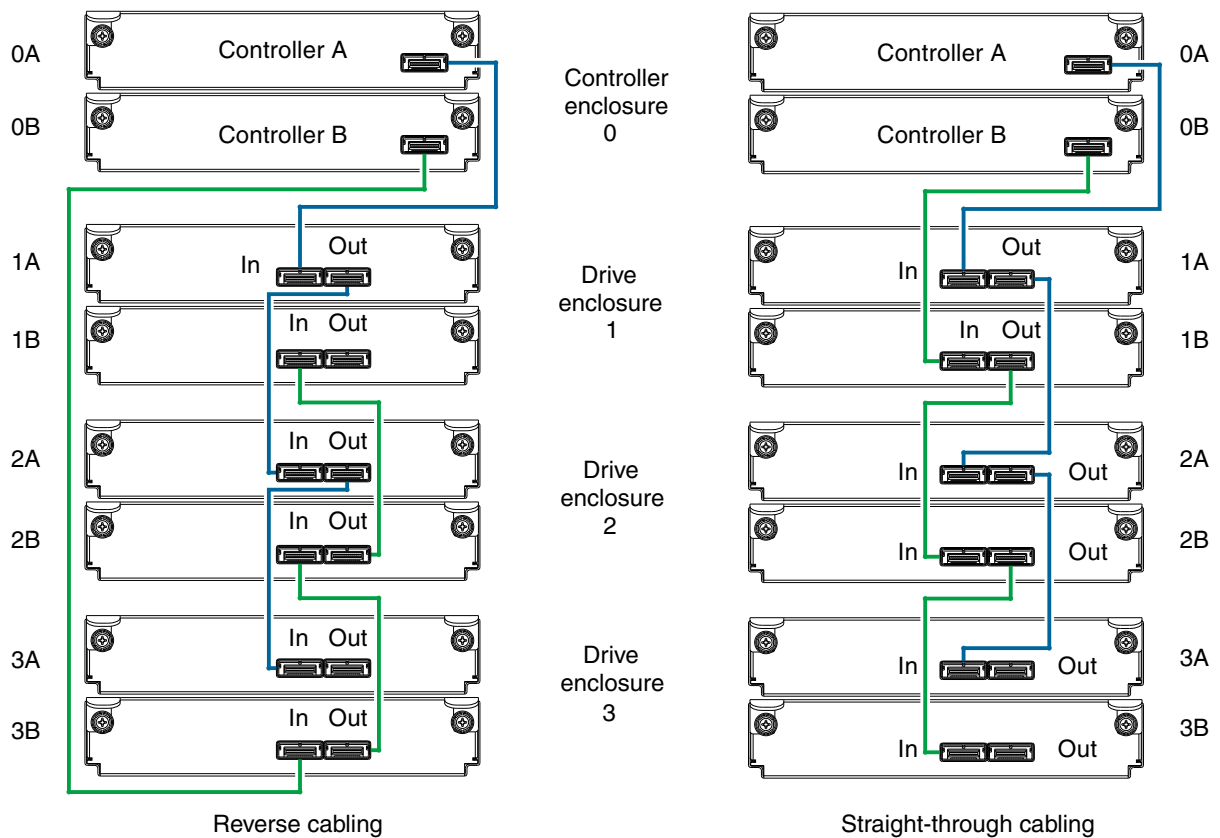 0A
Controller A
0B
Controller B
Controller
enclosure
0
Controller A
0A
Controller B
0B
1A
In
Out
1B
In Out
Drive
enclosure
1
In
Out
1A
In Out
1B
2A
In Out
2B
In Out
Drive
enclosure
2
In
Out
2A
In
Out
2B
3A
In Out
3B
In Out
Drive
enclosure
3
In
Out
3A
In
Out
3B
Reverse cabling
Straight-through cabling